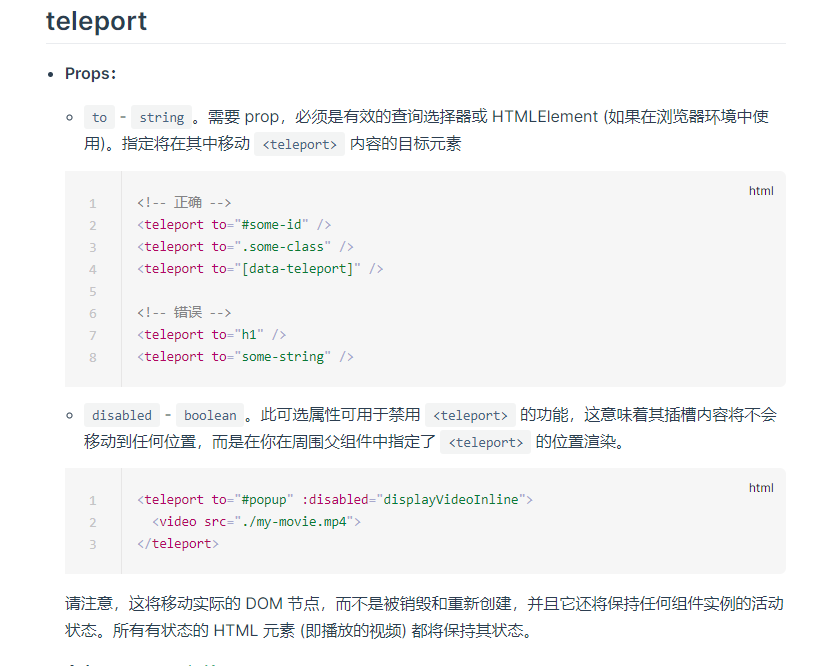 teleport
Props:
to - string 。需要 prop，必须是有效的查询选择器或 HTMLElement (如果在浏览器环境中使
用)。指定将在其中移动 <teleport> 内容的目标元素
html
1 <!-- 正确 -->
2 <teleport to="#some-id" />
3 <teleport to=".some-class" />
4 <teleport to="[data-teleport]" />
5
6 <!-- 错误 -->
7 <teleport to="h1" />
8 <teleport to="some-string" />
disabled - boolean 。此可选属性可用于禁用 <teleport> 的功能，这意味着其插槽内容将不会
移动到任何位置，而是在你在周围父组件中指定了 <teleport> 的位置渲染。
html
1 <teleport to="#popup" :disabled="displayVideoInline">
2 <video src="./my-movie.mp4">
3 </teleport>
请注意，这将移动实际的 DOM 节点，而不是被销毁和重新创建，并且它还将保持任何组件实例的活动
状态。所有有状态的 HTML 元素 (即播放的视频) 都将保持其状态。